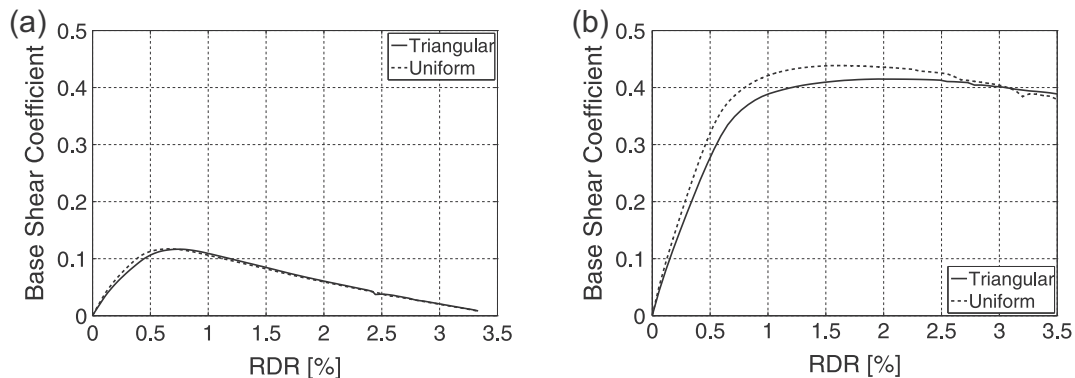 (a)
Base Shear Coefficient
0.5
0.4
0.3
0.2
0.1
0
0 0.5 1 1.5 2 2.5 3 3.5
RDR [%]
Triangular
Uniform
(b)
Base Shear Coefficient
0.5
0.4
0.3
0.2
0.1
0
0 0.5 1 1.5 2 2.5 3 3.5
RDR [%]
Triangular
Uniform